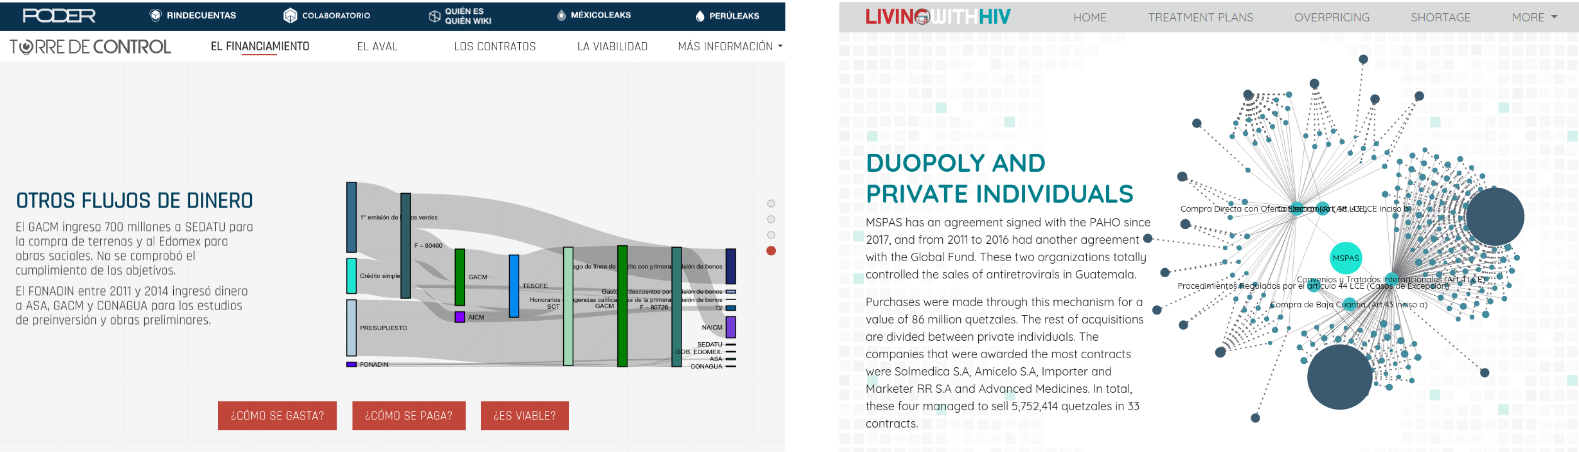 PODER
RINDECUENTAS
COLABORATORIO
QUIÉN ES
QUIÉN WIKI
MÉXICOLEAKS
PERÚLEAKS
TORRE DE CONTROL
EL FINANCIAMIENTO
EL AVAL
LOS CONTRATOS
LA VIABILIDAD
MÁS INFORMACIÓN
OTROS FLUJOS DE DINERO
El GACM ingresa 700 millones a SEDATU para
la compra de terrenos y al Edomex para
obras sociales. No se comprobó el
cumplimiento de los objetivos.
El FONADIN entre 2011 y 2014 ingresó dinero
a ASA, GACM y CONAGUA para los estudios
de preinversión y obras preliminares.
1° emisión de bonos verdes
F – 80460
Crédito simple
GACM
TESOFE
AICM
PRESUPUESTO
FONADIN
SCT
GACM
F – 80726
T2
NAICM
SEDATU
GOB. EDOMEX.
ASA
CONAGUA
¿CÓMO SE GASTA?
¿CÓMO SE PAGA?
¿ES VIABLE?
LIVING WITH HIV
HOME
TREATMENT PLANS
OVERPRICING
SHORTAGE
MORE
DUOPOLY AND
PRIVATE INDIVIDUALS
MSPAS has an agreement signed with the PAHO since
2017, and from 2011 to 2016 had another agreement
with the Global Fund. These two organizations totally
controlled the sales of antiretrovirals in Guatemala.
Purchases were made through this mechanism for a
value of 86 million quetzales. The rest of acquisitions
are divided between private individuals. The
companies that were awarded the most contracts
were Solmedica S.A, Amicelo S.A, Importer and
Marketer RR S.A and Advanced Medicines. In total,
these four managed to sell 5,752,414 quetzales in 33
contracts.
Compra Directa con Oferta
MSPAS
Convenios y Tratados Internacionales (Art. 1 LCE)
Procedimientos Regulados por el artículo 44 LCE (Casos de Excepción)
Compra de Baja Cuantía (Art.43 inciso a)